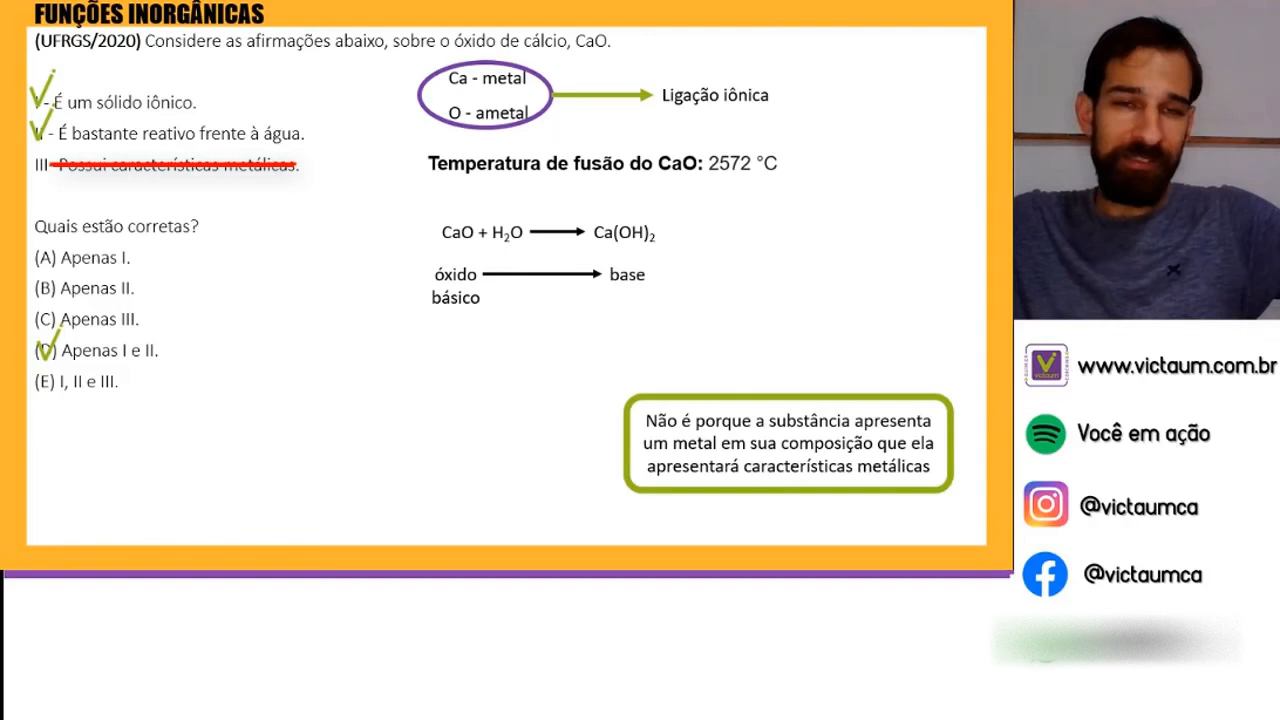 FUNÇÕES INORGÂNICAS
(UFRGS/2020) Considere as afirmações abaixo, sobre o óxido de cálcio, CaO.
I - É um sólido iônico.
II - É bastante reativo frente à água.
III - Possui características metálicas.
Quais estão corretas?
(A) Apenas I.
(B) Apenas II.
(C) Apenas III.
(D) Apenas I e II.
(E) I, II e III.
Ca - metal
O - ametal
Ligação iônica
Temperatura de fusão do CaO: 2572 °C
CaO + H₂O → Ca(OH)₂
óxido → base
básico
Não é porque a substância apresenta
um metal em sua composição que ela
apresentará características metálicas
www.victaum.com.br
Você em ação
@victaumca
@victaumca